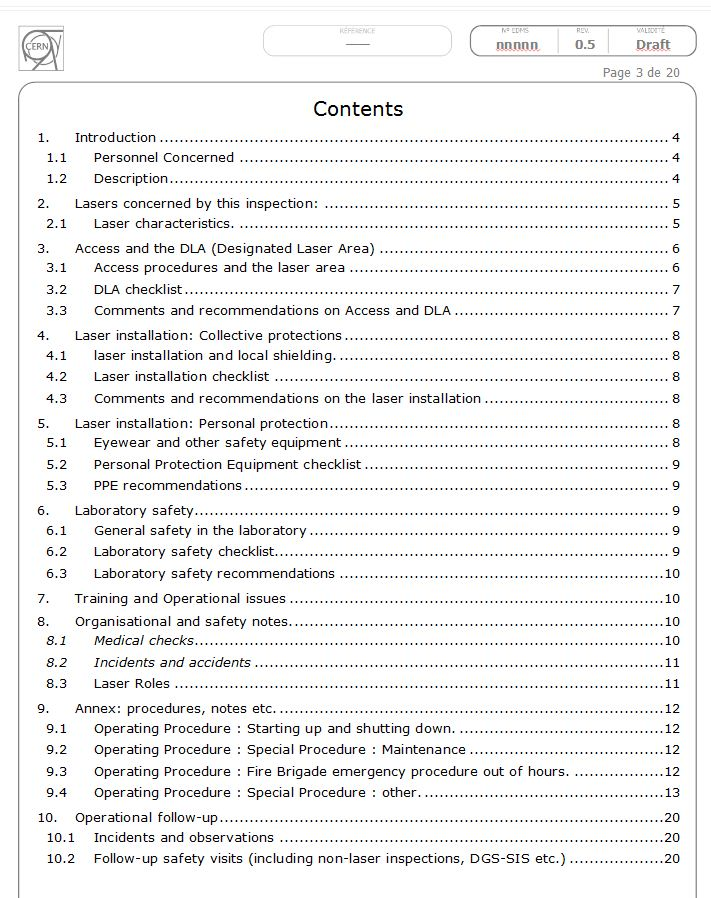 CERN
RÉFÉRENCE
N° EDMS REV. VALIDITÉ
nnnnn 0.5 Draft
Page 3 de 20
Contents
1. Introduction ........ 4
1.1 Personnel Concerned ........ 4
1.2 Description ........ 4
2. Lasers concerned by this inspection: ........ 5
2.1 Laser characteristics. ........ 5
3. Access and the DLA (Designated Laser Area) ........ 6
3.1 Access procedures and the laser area ........ 6
3.2 DLA checklist ........ 7
3.3 Comments and recommendations on Access and DLA ........ 7
4. Laser installation: Collective protections ........ 8
4.1 laser installation and local shielding. ........ 8
4.2 Laser installation checklist ........ 8
4.3 Comments and recommendations on the laser installation ........ 8
5. Laser installation: Personal protection ........ 8
5.1 Eyewear and other safety equipment ........ 8
5.2 Personal Protection Equipment checklist ........ 9
5.3 PPE recommendations ........ 9
6. Laboratory safety ........ 9
6.1 General safety in the laboratory ........ 9
6.2 Laboratory safety checklist ........ 9
6.3 Laboratory safety recommendations ........ 10
7. Training and Operational issues ........ 10
8. Organisational and safety notes. ........ 10
8.1 Medical checks ........ 10
8.2 Incidents and accidents ........ 11
8.3 Laser Roles ........ 11
9. Annex: procedures, notes etc. ........ 12
9.1 Operating Procedure : Starting up and shutting down. ........ 12
9.2 Operating Procedure : Special Procedure : Maintenance ........ 12
9.3 Operating Procedure : Fire Brigade emergency procedure out of hours. ........ 12
9.4 Operating Procedure : Special Procedure : other. ........ 13
10. Operational follow-up ........ 20
10.1 Incidents and observations ........ 20
10.2 Follow-up safety visits (including non-laser inspections, DGS-SIS etc.) ........ 20